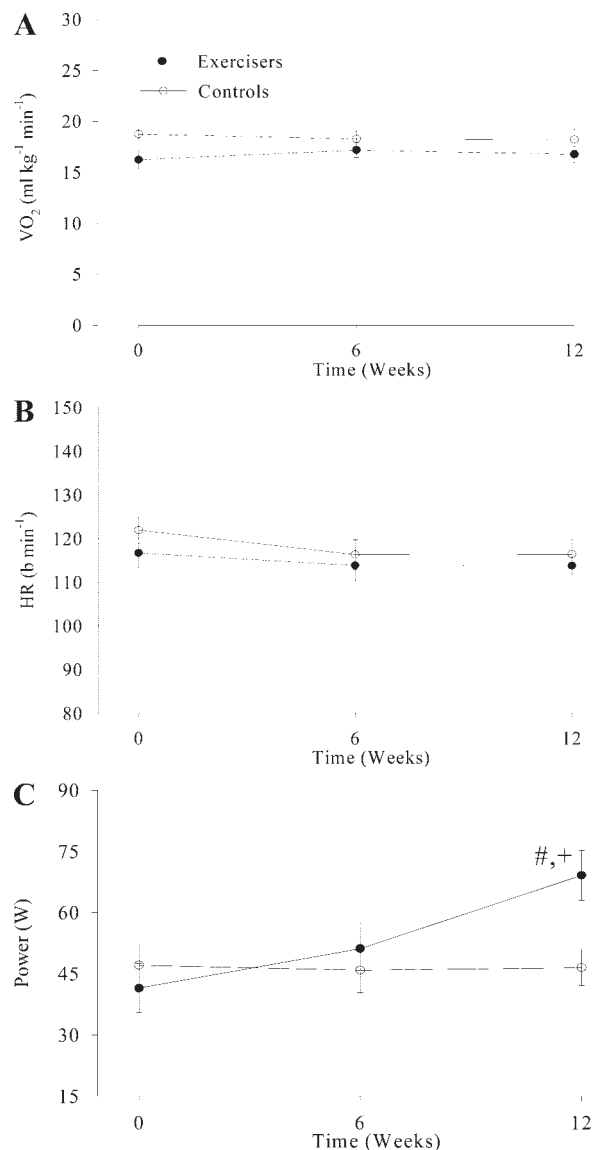 A
30
25
20
15
10
5
0
VO₂ (ml kg⁻¹ min⁻¹)
Exercisers
Controls
0 6 12
Time (Weeks)
B
150
140
130
120
110
100
90
80
HR (b min⁻¹)
0 6 12
Time (Weeks)
C
90
75
60
45
30
15
Power (W)
#,+
0 6 12
Time (Weeks)